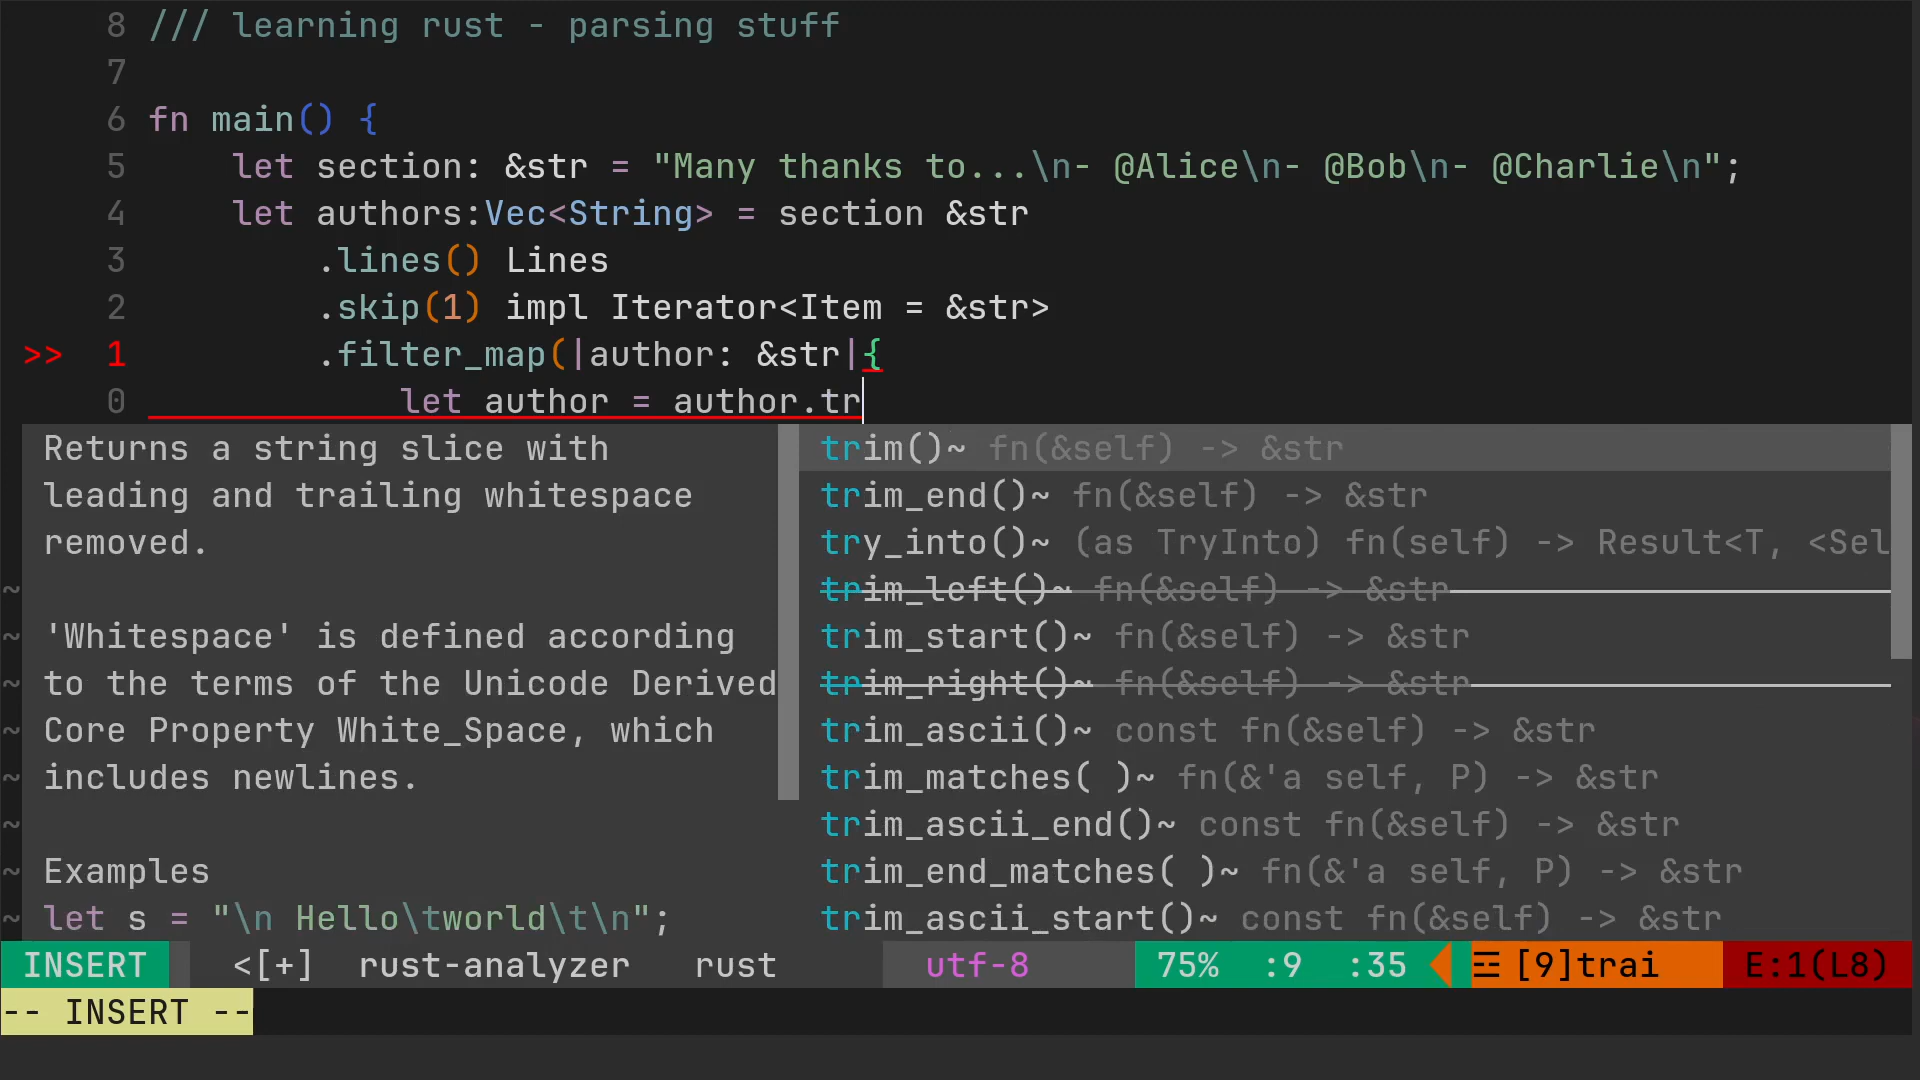 8 /// learning rust - parsing stuff
7
6 fn main() {
5     let section: &str = "Many thanks to...\n- @Alice\n- @Bob\n- @Charlie\n";
4     let authors:Vec<String> = section &str
3         .lines() Lines
2         .skip(1) impl Iterator<Item = &str>
>> 1         .filter_map(|author: &str|{
0             let author = author.tr
Returns a string slice with
leading and trailing whitespace
removed.
~
~ 'Whitespace' is defined according
~ to the terms of the Unicode Derived
~ Core Property White_Space, which
~ includes newlines.
~
~ Examples
~ let s = "\n Hello\tworld\t\n";
trim()~ fn(&self) -> &str
trim_end()~ fn(&self) -> &str
try_into()~ (as TryInto) fn(self) -> Result<T, <Sel
trim_left()~ fn(&self) -> &str
trim_start()~ fn(&self) -> &str
trim_right()~ fn(&self) -> &str
trim_ascii()~ const fn(&self) -> &str
trim_matches( )~ fn(&'a self, P) -> &str
trim_ascii_end()~ const fn(&self) -> &str
trim_end_matches( )~ fn(&'a self, P) -> &str
trim_ascii_start()~ const fn(&self) -> &str
INSERT <[+] rust-analyzer rust utf-8 75% :9 :35 ☲ [9]trai E:1(L8)
-- INSERT --